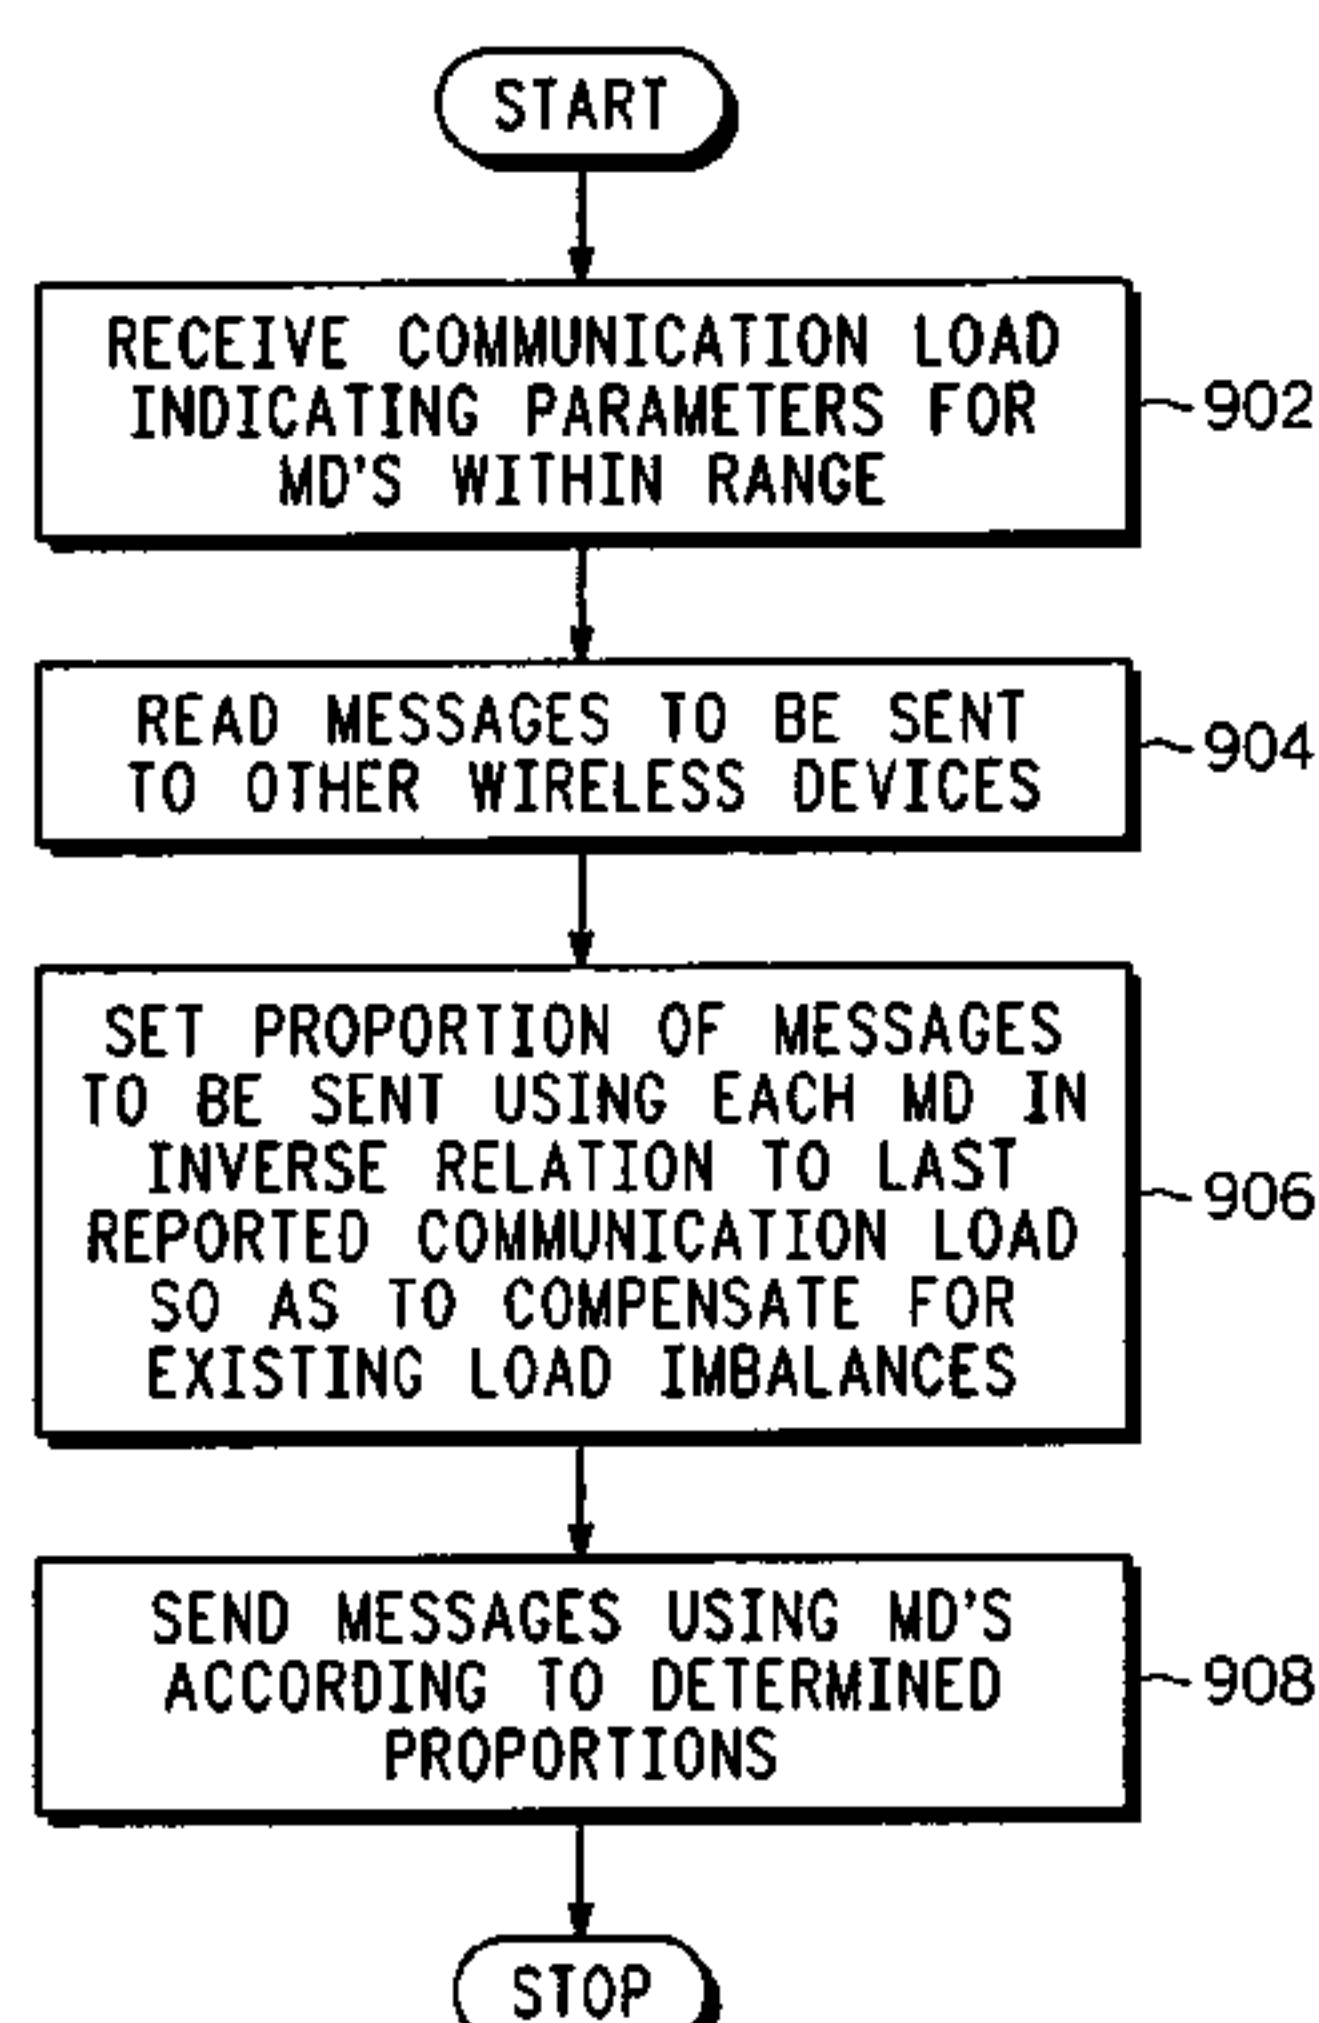 START
RECEIVE COMMUNICATION LOAD
INDICATING PARAMETERS FOR
MD'S WITHIN RANGE
902
READ MESSAGES TO BE SENT
TO OTHER WIRELESS DEVICES
904
SET PROPORTION OF MESSAGES
TO BE SENT USING EACH MD IN
INVERSE RELATION TO LAST
REPORTED COMMUNICATION LOAD
SO AS TO COMPENSATE FOR
EXISTING LOAD IMBALANCES
906
SEND MESSAGES USING MD'S
ACCORDING TO DETERMINED
PROPORTIONS
908
STOP